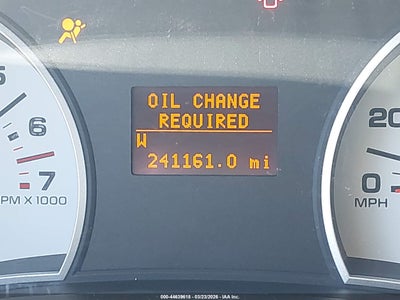 OIL CHANGE
REQUIRED
W
241161.0 mi
5
6
7
PM X 1000
20
0
MPH
000-44639618 - 03/23/2026 - IAA Inc.